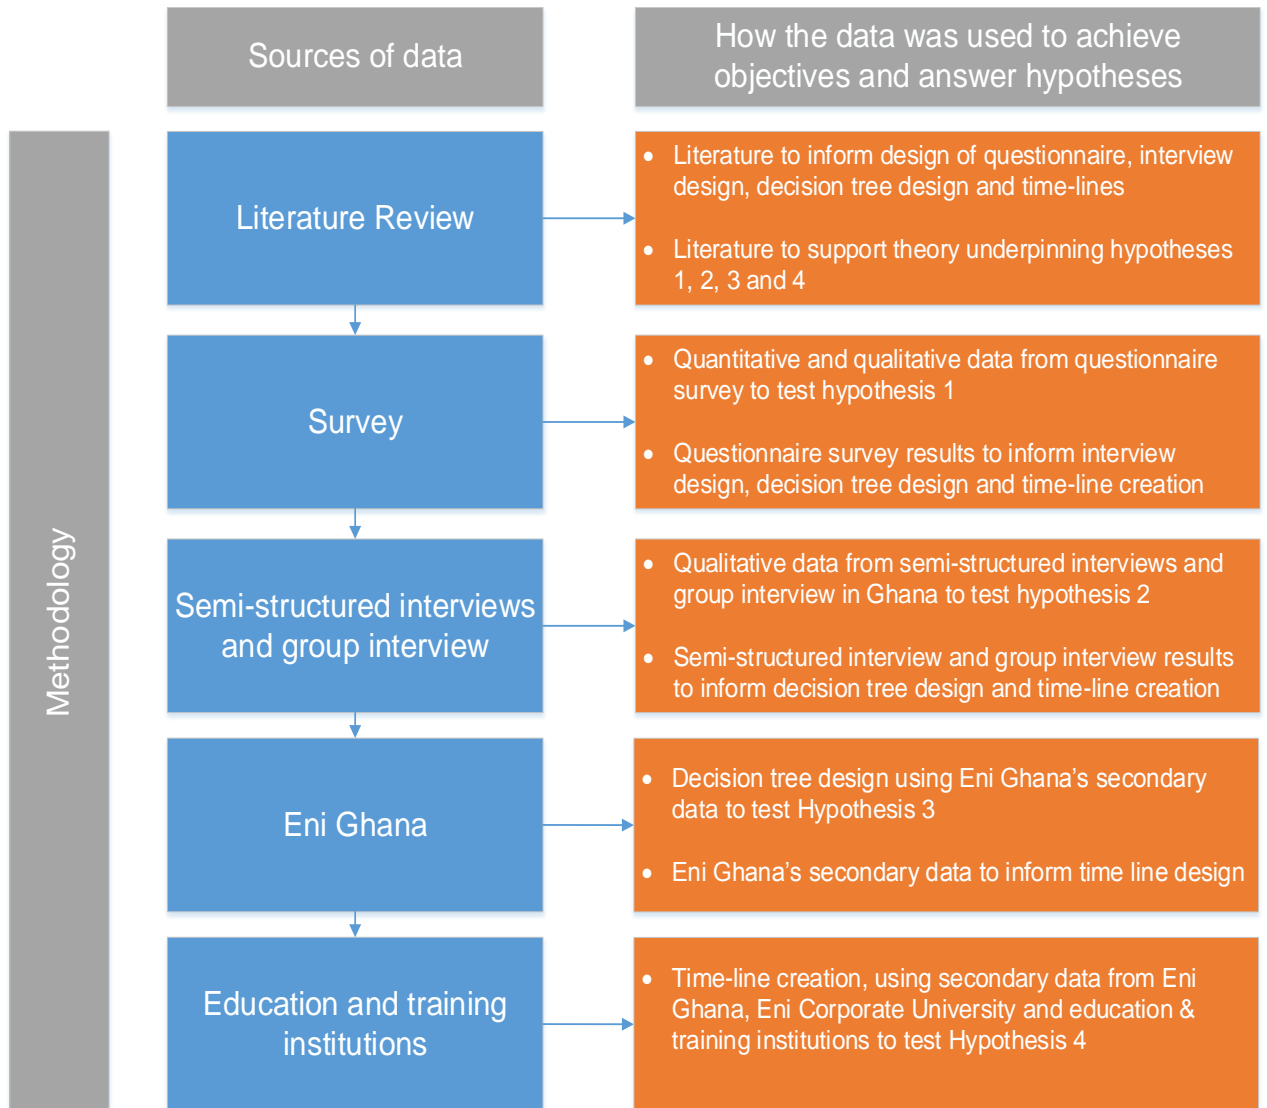 Sources of data
How the data was used to achieve
objectives and answer hypotheses
Methodology
Literature Review
• Literature to inform design of questionnaire, interview
design, decision tree design and time-lines
• Literature to support theory underpinning hypotheses
1, 2, 3 and 4
Survey
• Quantitative and qualitative data from questionnaire
survey to test hypothesis 1
• Questionnaire survey results to inform interview
design, decision tree design and time-line creation
Semi-structured interviews
and group interview
• Qualitative data from semi-structured interviews and
group interview in Ghana to test hypothesis 2
• Semi-structured interview and group interview results
to inform decision tree design and time-line creation
Eni Ghana
• Decision tree design using Eni Ghana’s secondary
data to test Hypothesis 3
• Eni Ghana’s secondary data to inform time line design
Education and training
institutions
• Time-line creation, using secondary data from Eni
Ghana, Eni Corporate University and education &
training institutions to test Hypothesis 4